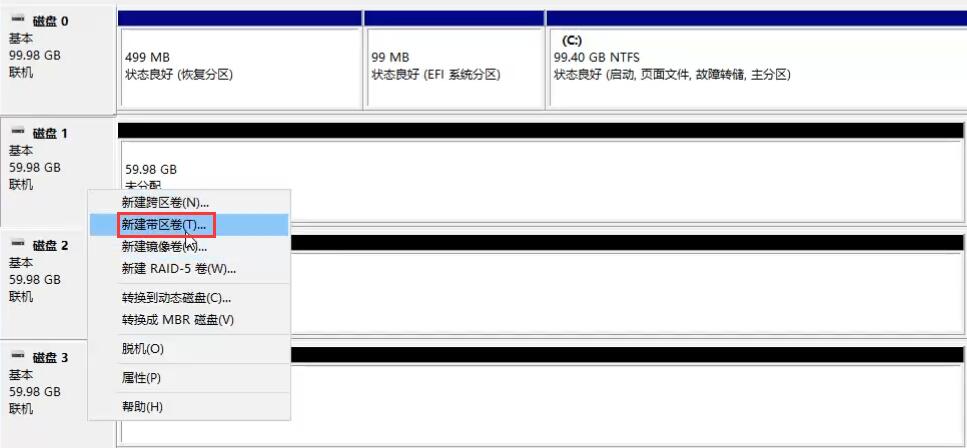 磁盘 0
基本
99.98 GB
联机
499 MB
状态良好 (恢复分区)
99 MB
状态良好 (EFI 系统分区)
(C:)
99.40 GB NTFS
状态良好 (启动, 页面文件, 故障转储, 主分区)
磁盘 1
基本
59.98 GB
联机
59.98 GB
未分配
新建跨区卷(N)...
新建带区卷(T)...
新建镜像卷(R)...
新建 RAID-5 卷(W)...
转换到动态磁盘(C)...
转换成 MBR 磁盘(V)
脱机(O)
属性(P)
帮助(H)
磁盘 2
基本
59.98 GB
联机
磁盘 3
基本
59.98 GB
联机